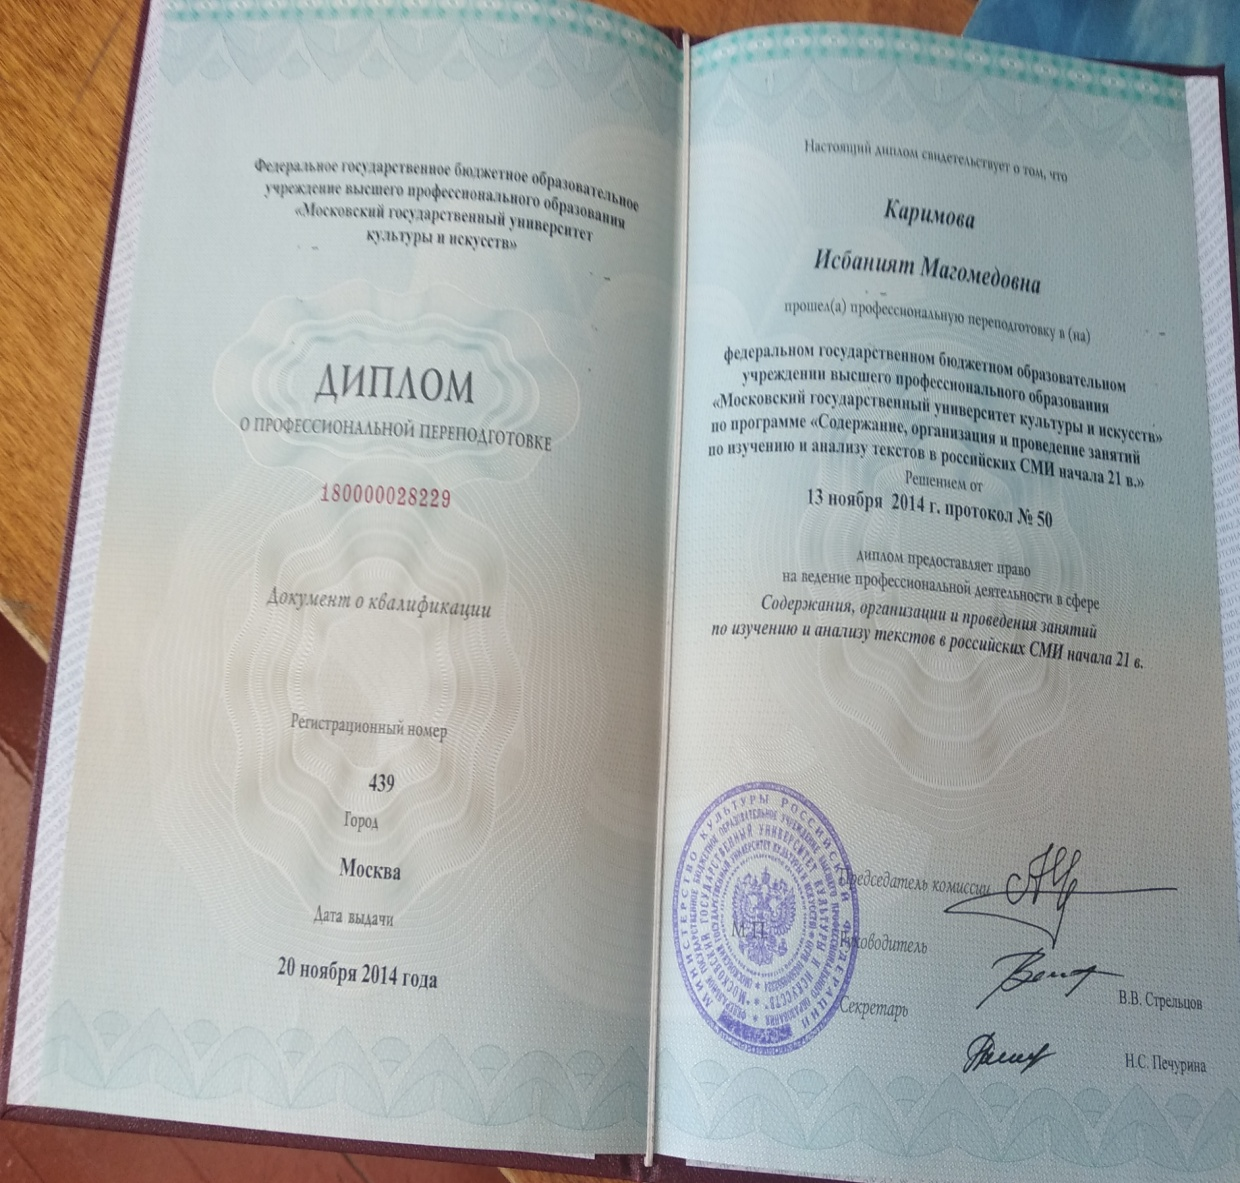 Федеральное государственное бюджетное образовательное
учреждение высшего профессионального образования
«Московский государственный университет
культуры и искусств»
ДИПЛОМ
О ПРОФЕССИОНАЛЬНОЙ ПЕРЕПОДГОТОВКЕ
180000028229
Документ о квалификации
Регистрационный номер
439
Город
Москва
Дата выдачи
20 ноября 2014 года
Настоящий диплом свидетельствует о том, что
Каримова
Исбаният Магомедовна
прошел(а) профессиональную переподготовку в (на)
федеральном государственном бюджетном образовательном
учреждении высшего профессионального образования
«Московский государственный университет культуры и искусств»
по программе «Содержание, организация и проведение занятий
по изучению и анализу текстов в российских СМИ начала 21 в.»
Решением от
13 ноября 2014 г. протокол № 50
диплом предоставляет право
на ведение профессиональной деятельности в сфере
Содержания, организации и проведения занятий
по изучению и анализу текстов в российских СМИ начала 21 в.
МИНИСТЕРСТВО КУЛЬТУРЫ РОССИЙСКОЙ ФЕДЕРАЦИИ
М.П.
Председатель комиссии
Руководитель
В.В. Стрельцов
Секретарь
Н.С. Печурина